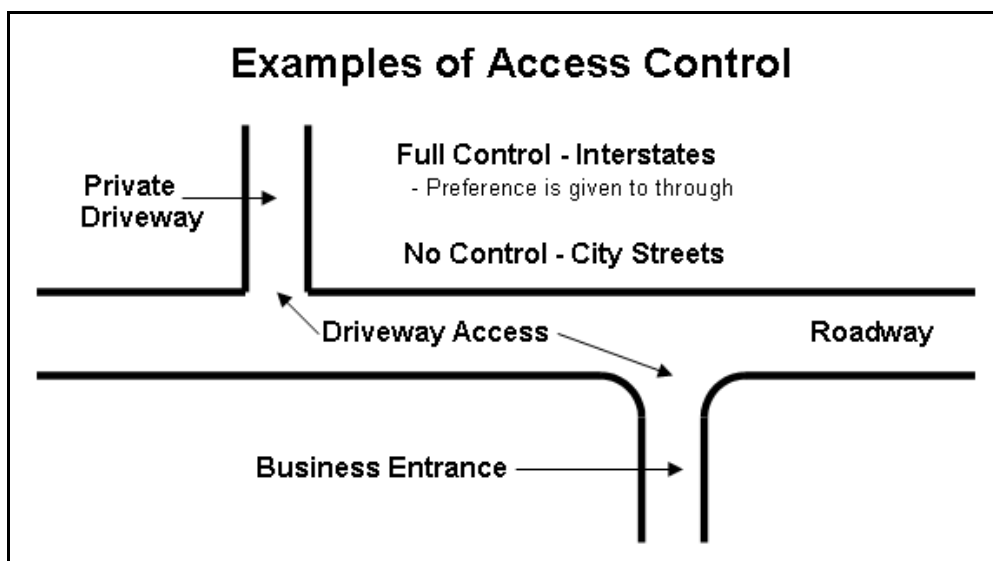 Examples of Access Control
Full Control - Interstates
- Preference is given to through
Private
Driveway
No Control - City Streets
Driveway Access
Roadway
Business Entrance